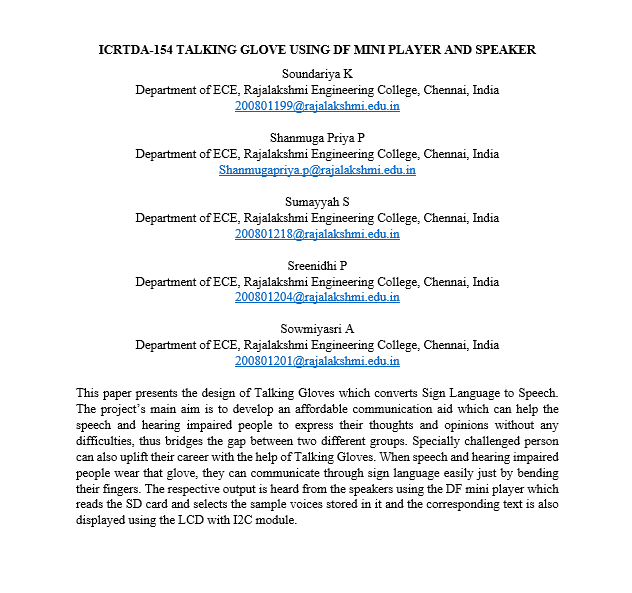 ICRTDA-154 TALKING GLOVE USING DF MINI PLAYER AND SPEAKER
Soundariya K
Department of ECE, Rajalakshmi Engineering College, Chennai, India
200801199@rajalakshmi.edu.in
Shanmuga Priya P
Department of ECE, Rajalakshmi Engineering College, Chennai, India
Shanmugapriya.p@rajalakshmi.edu.in
Sumayyah S
Department of ECE, Rajalakshmi Engineering College, Chennai, India
200801218@rajalakshmi.edu.in
Sreenidhi P
Department of ECE, Rajalakshmi Engineering College, Chennai, India
200801204@rajalakshmi.edu.in
Sowmiyasri A
Department of ECE, Rajalakshmi Engineering College, Chennai, India
200801201@rajalakshmi.edu.in
This paper presents the design of Talking Gloves which converts Sign Language to Speech.
The project's main aim is to develop an affordable communication aid which can help the
speech and hearing impaired people to express their thoughts and opinions without any
difficulties, thus bridges the gap between two different groups. Specially challenged person
can also uplift their career with the help of Talking Gloves. When speech and hearing impaired
people wear that glove, they can communicate through sign language easily just by bending
their fingers. The respective output is heard from the speakers using the DF mini player which
reads the SD card and selects the sample voices stored in it and the corresponding text is also
displayed using the LCD with I2C module.